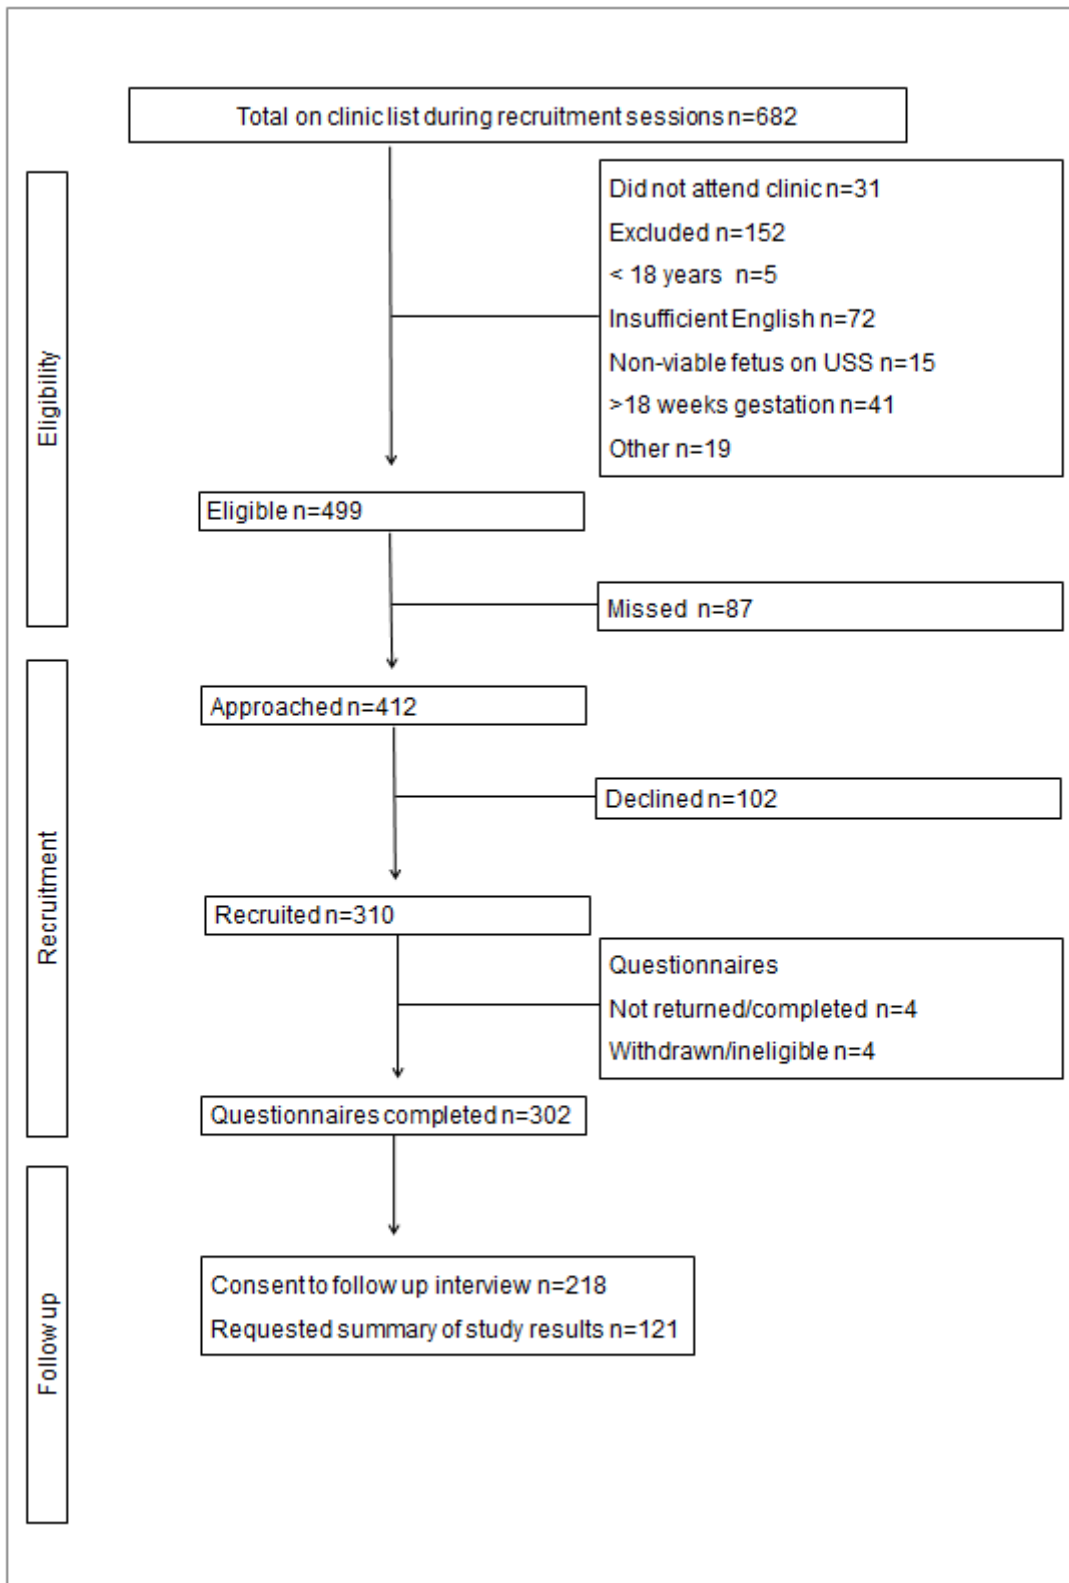 Total on clinic list during recruitment sessions n=682
Did not attend clinic n=31
Excluded n=152
< 18 years n=5
Insufficient English n=72
Non-viable fetus on USS n=15
>18 weeks gestation n=41
Other n=19
Eligibility
Eligible n=499
Missed n=87
Approached n=412
Declined n=102
Recruitment
Recruited n=310
Questionnaires
Not returned/completed n=4
Withdrawn/ineligible n=4
Questionnaires completed n=302
Follow up
Consent to follow up interview n=218
Requested summary of study results n=121